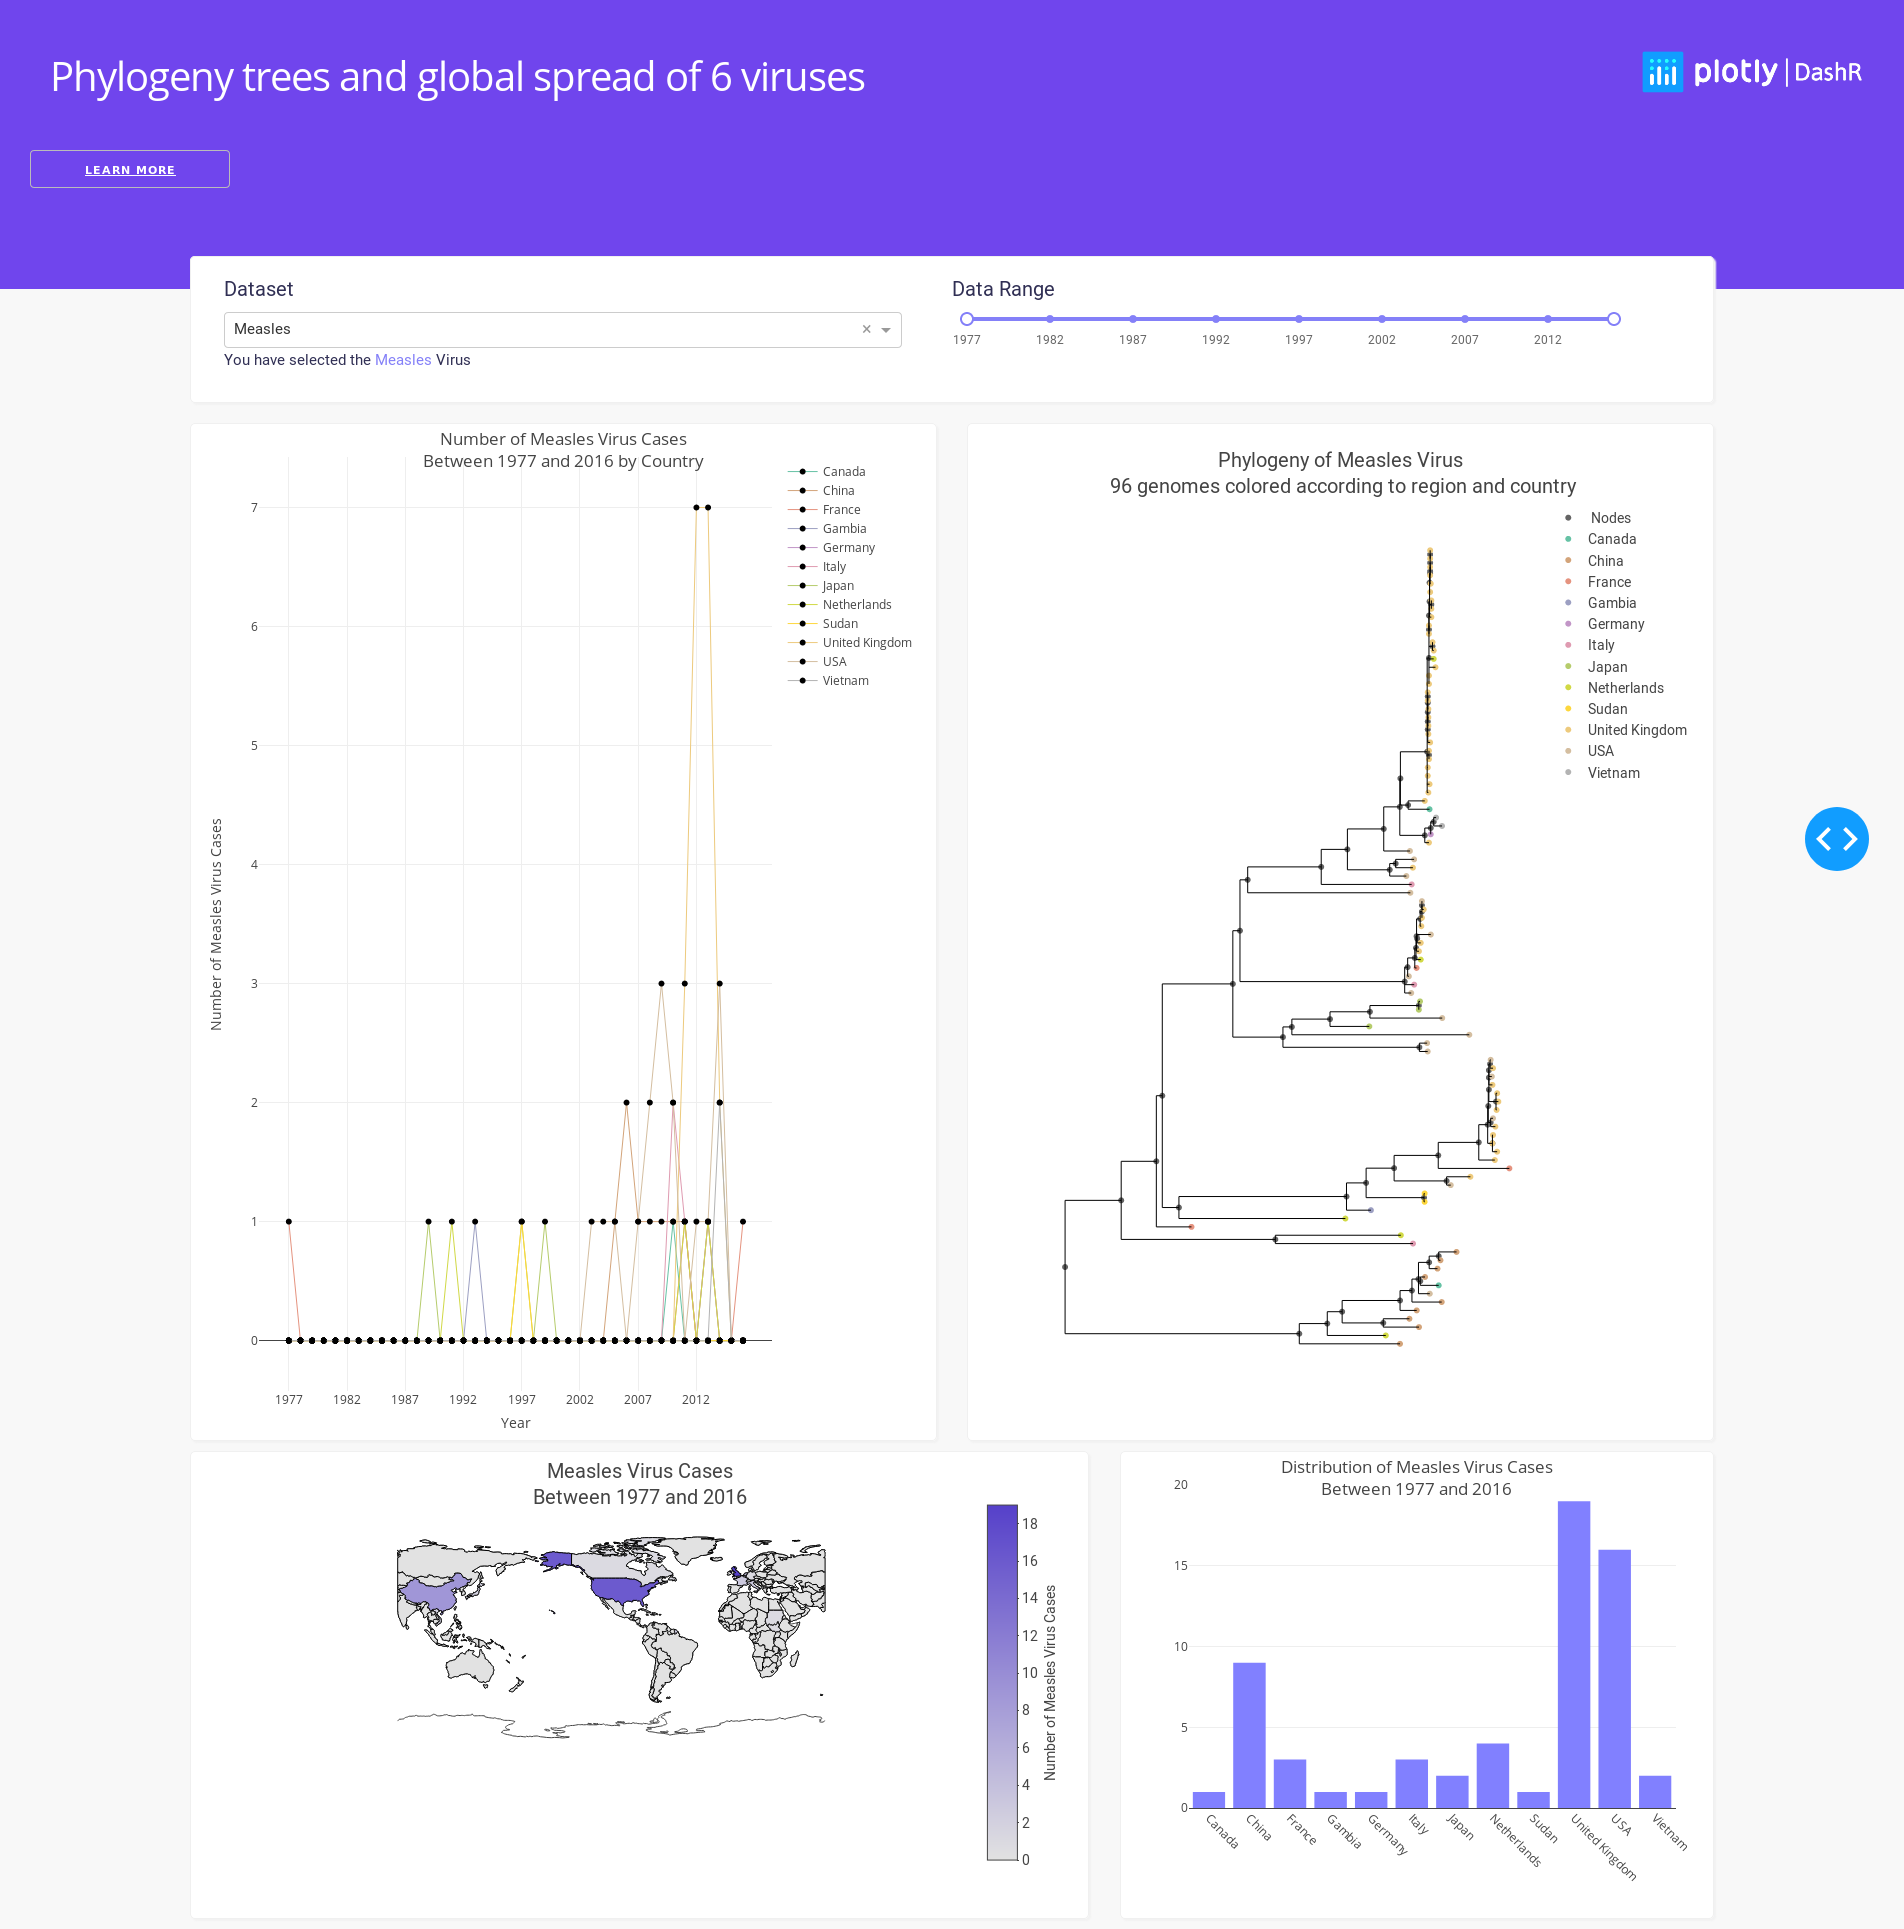 Phylogeny trees and global spread of 6 viruses
plotly | DashR
LEARN MORE
Dataset
Measles
×
You have selected the Measles Virus
Data Range
1977 1982 1987 1992 1997 2002 2007 2012
Number of Measles Virus Cases
Between 1977 and 2016 by Country
Canada
China
France
Gambia
Germany
Italy
Japan
Netherlands
Sudan
United Kingdom
USA
Vietnam
7
6
5
4
3
2
1
0
Number of Measles Virus Cases
1977 1982 1987 1992 1997 2002 2007 2012
Year
Phylogeny of Measles Virus
96 genomes colored according to region and country
Nodes
Canada
China
France
Gambia
Germany
Italy
Japan
Netherlands
Sudan
United Kingdom
USA
Vietnam
Measles Virus Cases
Between 1977 and 2016
18
16
14
12
10
8
6
4
2
0
Number of Measles Virus Cases
Distribution of Measles Virus Cases
Between 1977 and 2016
20
15
10
5
0
Canada China France Gambia Germany Italy Japan Netherlands Sudan United Kingdom USA Vietnam